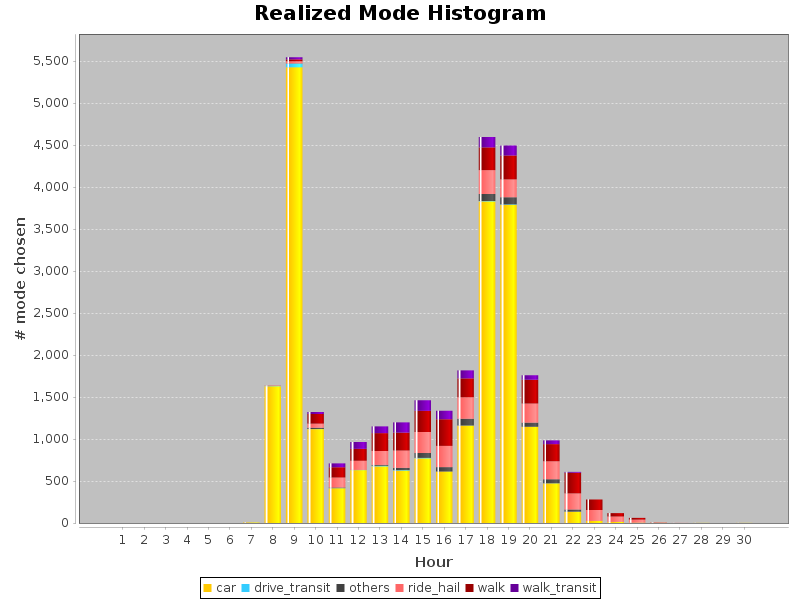 Realized Mode Histogram
# mode chosen
5,500
5,000
4,500
4,000
3,500
3,000
2,500
2,000
1,500
1,000
500
0
1 2 3 4 5 6 7 8 9 10 11 12 13 14 15 16 17 18 19 20 21 22 23 24 25 26 27 28 29 30
Hour
car drive_transit others ride_hail walk walk_transit